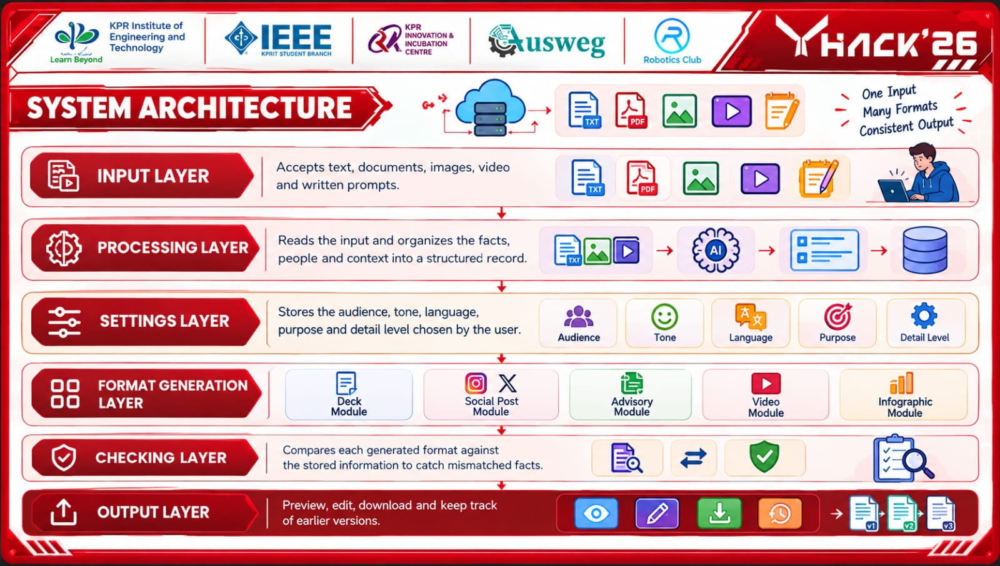 KPR Institute of
Engineering and
Technology
Learn Beyond
IEEE
KPRIT STUDENT BRANCH
KPR
INNOVATION &
INCUBATION
CENTRE
Ausweg
Robotics Club
YHACK'26
SYSTEM ARCHITECTURE
TXT
PDF
One Input
Many Formats
Consistent Output
INPUT LAYER
Accepts text, documents, images, video
and written prompts.
TXT
PDF
PROCESSING LAYER
Reads the input and organizes the facts,
people and context into a structured record.
TXT
AI
SETTINGS LAYER
Stores the audience, tone, language,
purpose and detail level chosen by the user.
A 文
Audience
Tone
Language
Purpose
Detail Level
FORMAT GENERATION
LAYER
Deck
Module
Social Post
Module
Advisory
Module
Video
Module
Infographic
Module
CHECKING LAYER
Compares each generated format against
the stored information to catch mismatched facts.
OUTPUT LAYER
Preview, edit, download and keep track
of earlier versions.
v1
v2
v3